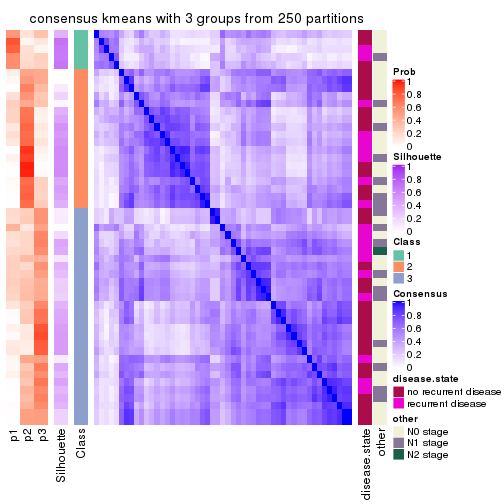 consensus kmeans with 3 groups from 250 partitions
Prob
1
0.8
0.6
0.4
0.2
0
Silhouette
1
0.8
0.6
0.4
0.2
0
Class
1
2
3
Consensus
1
0.8
0.6
0.4
0.2
0
disease.state
no recurrent disease
recurrent disease
other
N0 stage
N1 stage
N2 stage
p1
p2
p3
Silhouette
Class
disease.state
other